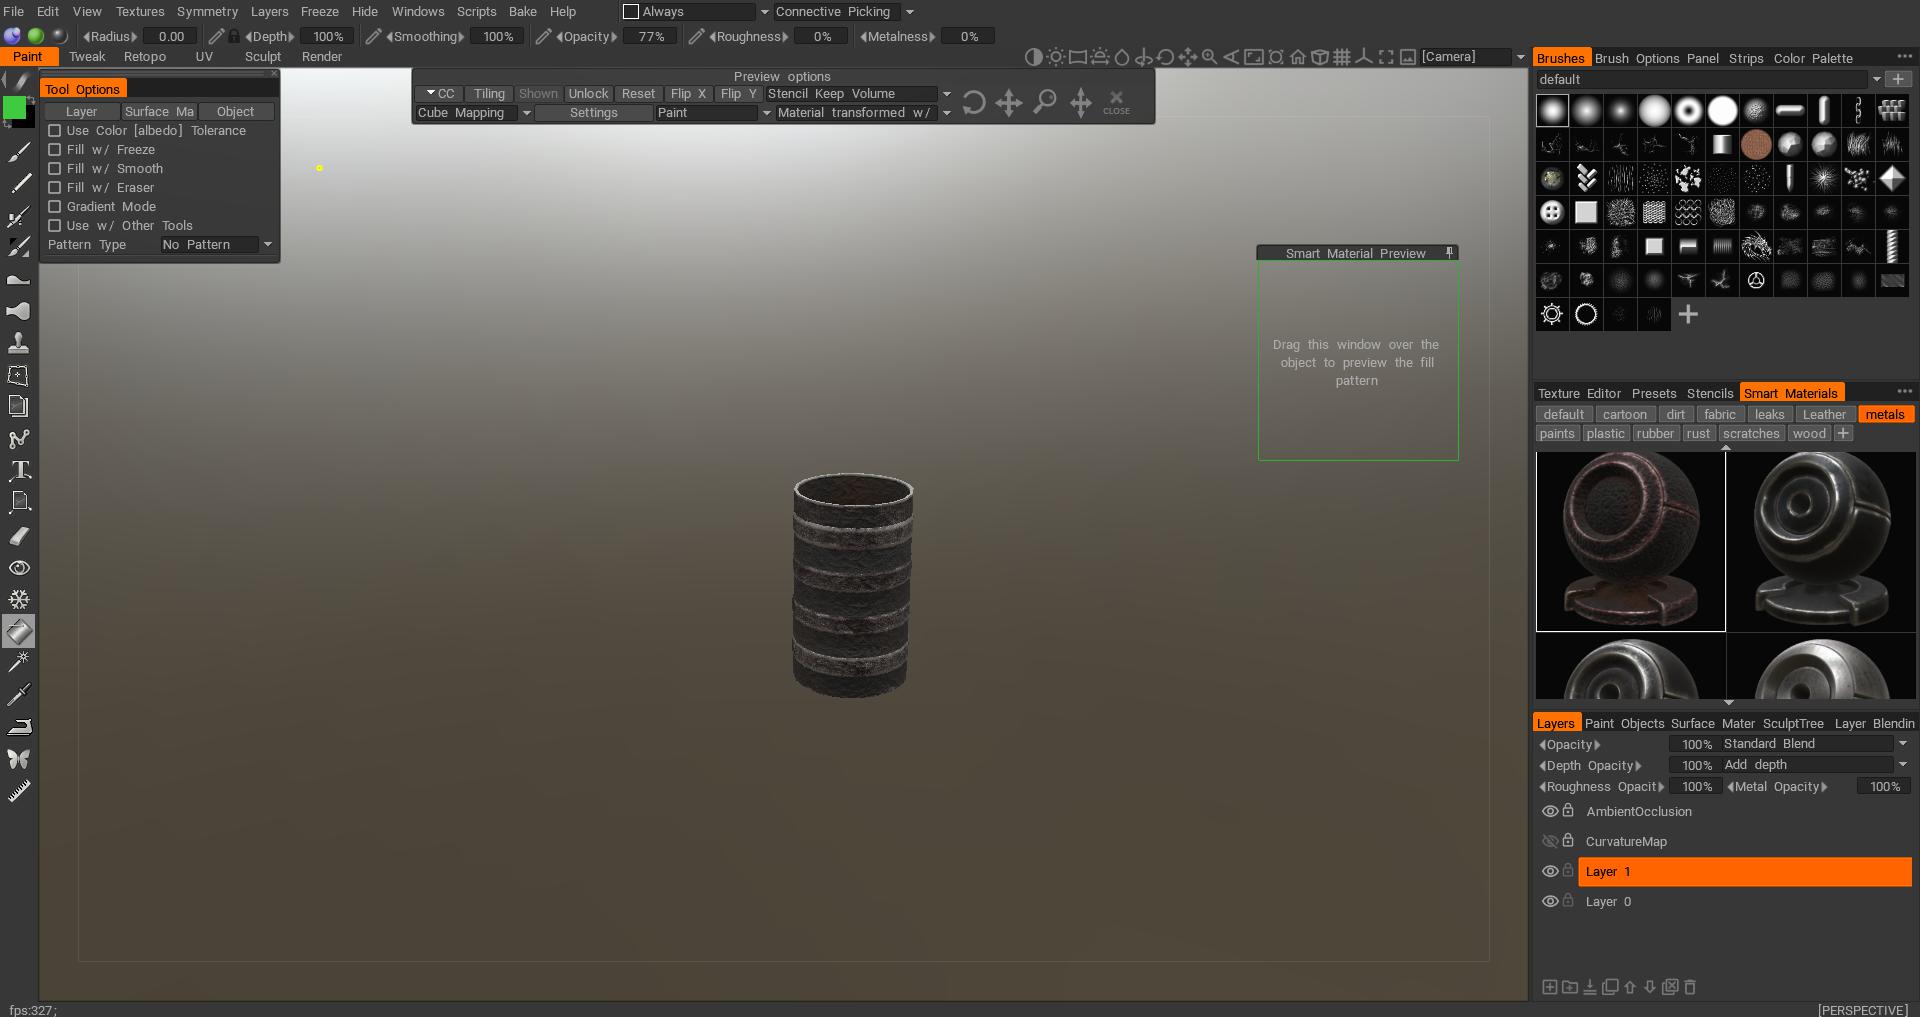 File Edit View Textures Symmetry Layers Freeze Hide Windows Scripts Bake Help Always Connective Picking
Radius 0.00 Depth 100% Smoothing 100% Opacity 77% Roughness 0% Metalness 0%
Paint Tweak Retopo UV Sculpt Render [Camera]
Tool Options
Layer Surface Ma Object
Use Color [albedo] Tolerance
Fill w/ Freeze
Fill w/ Smooth
Fill w/ Eraser
Gradient Mode
Use w/ Other Tools
Pattern Type No Pattern
Preview options
CC Tiling Shown Unlock Reset Flip X Flip Y Stencil Keep Volume
Cube Mapping Settings Paint Material transformed w/
CLOSE
Smart Material Preview
Drag this window over the
object to preview the fill
pattern
Brushes Brush Options Panel Strips Color Palette
default
Texture Editor Presets Stencils Smart Materials
default cartoon dirt fabric leaks Leather metals
paints plastic rubber rust scratches wood
Layers Paint Objects Surface Mater SculptTree Layer Blendin
Opacity 100% Standard Blend
Depth Opacity 100% Add depth
Roughness Opacit 100% Metal Opacity 100%
AmbientOcclusion
CurvatureMap
Layer 1
Layer 0
fps:327; [PERSPECTIVE]